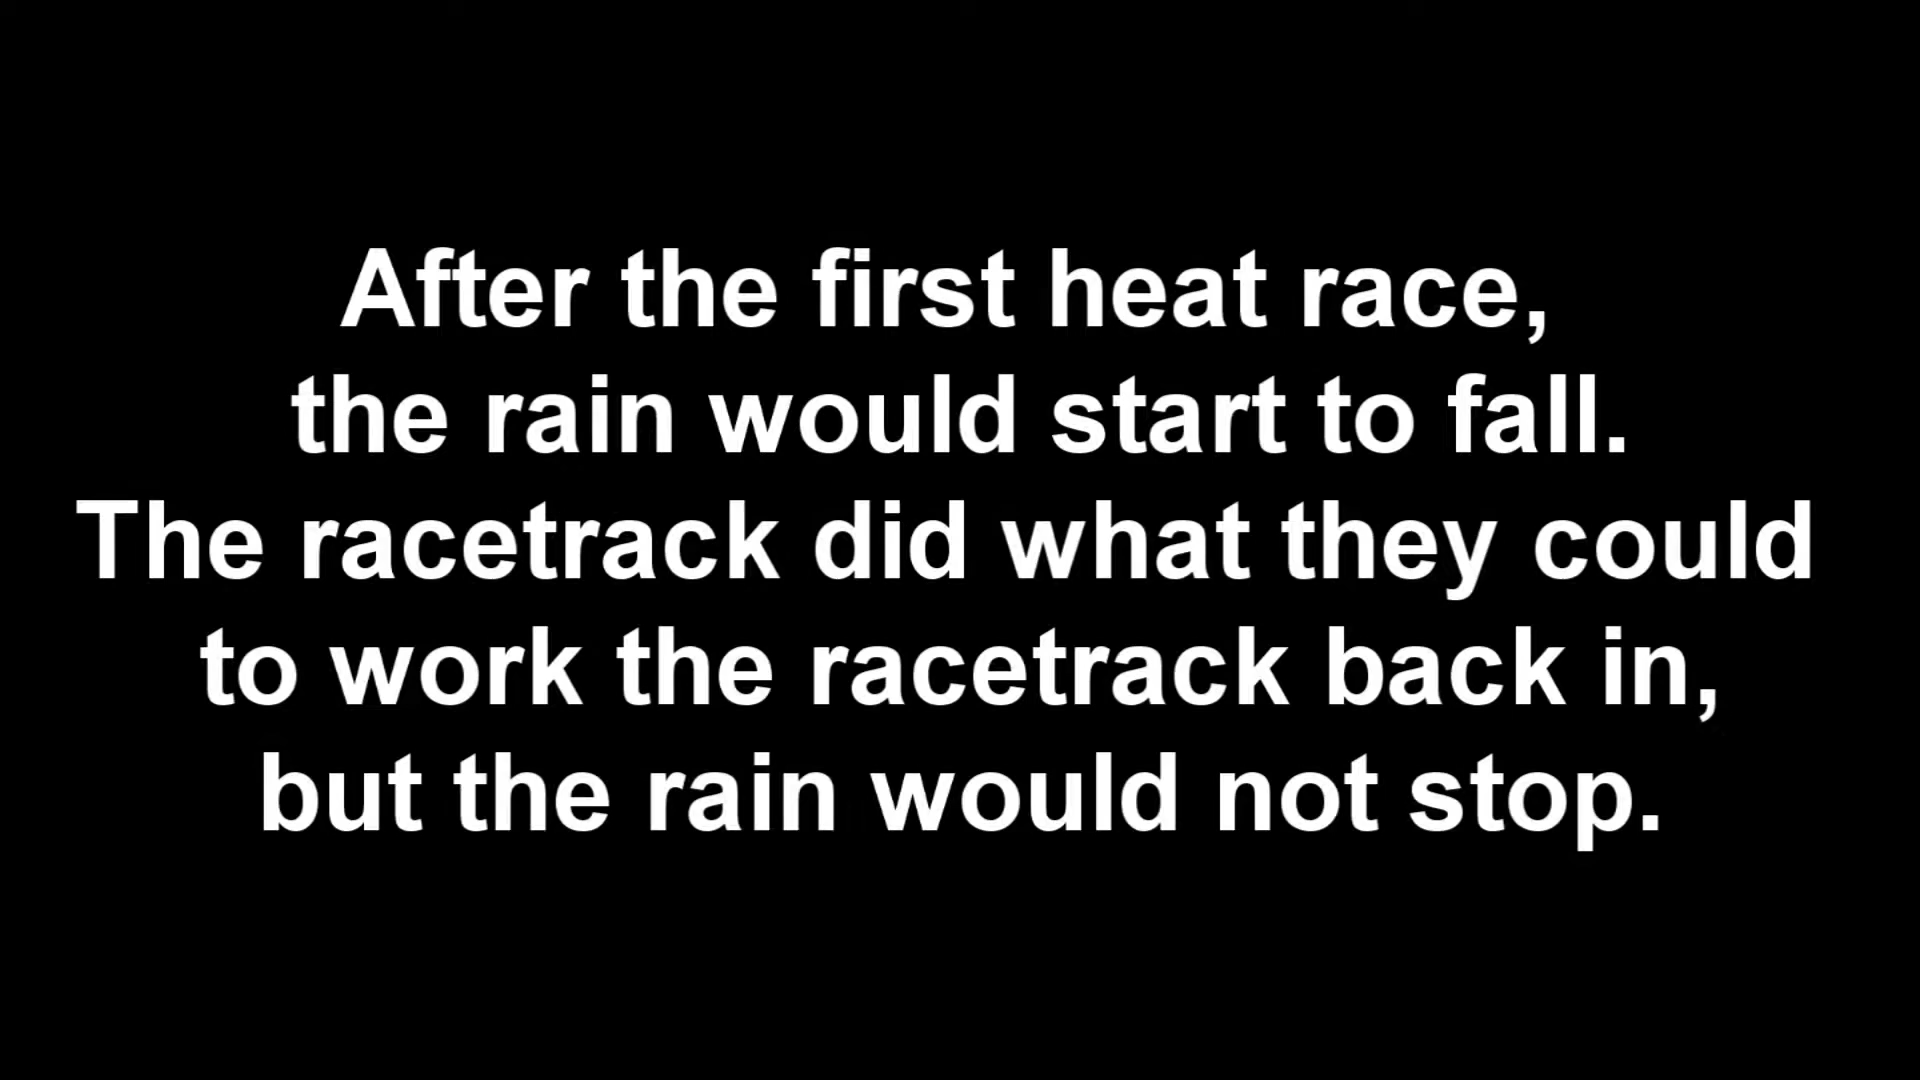 After the first heat race,
the rain would start to fall.
The racetrack did what they could
to work the racetrack back in,
but the rain would not stop.